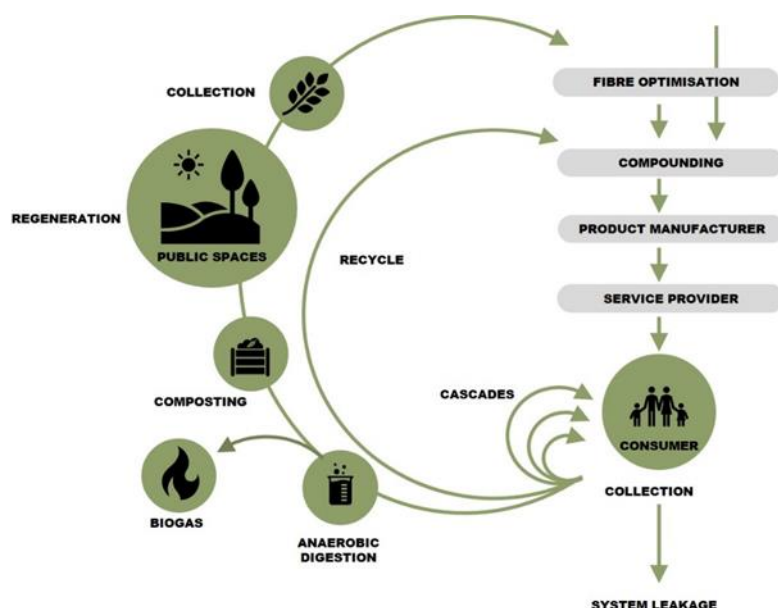 COLLECTION
FIBRE OPTIMISATION
COMPOUNDING
REGENERATION
PUBLIC SPACES
PRODUCT MANUFACTURER
RECYCLE
SERVICE PROVIDER
COMPOSTING
CASCADES
CONSUMER
COLLECTION
BIOGAS
ANAEROBIC
DIGESTION
SYSTEM LEAKAGE